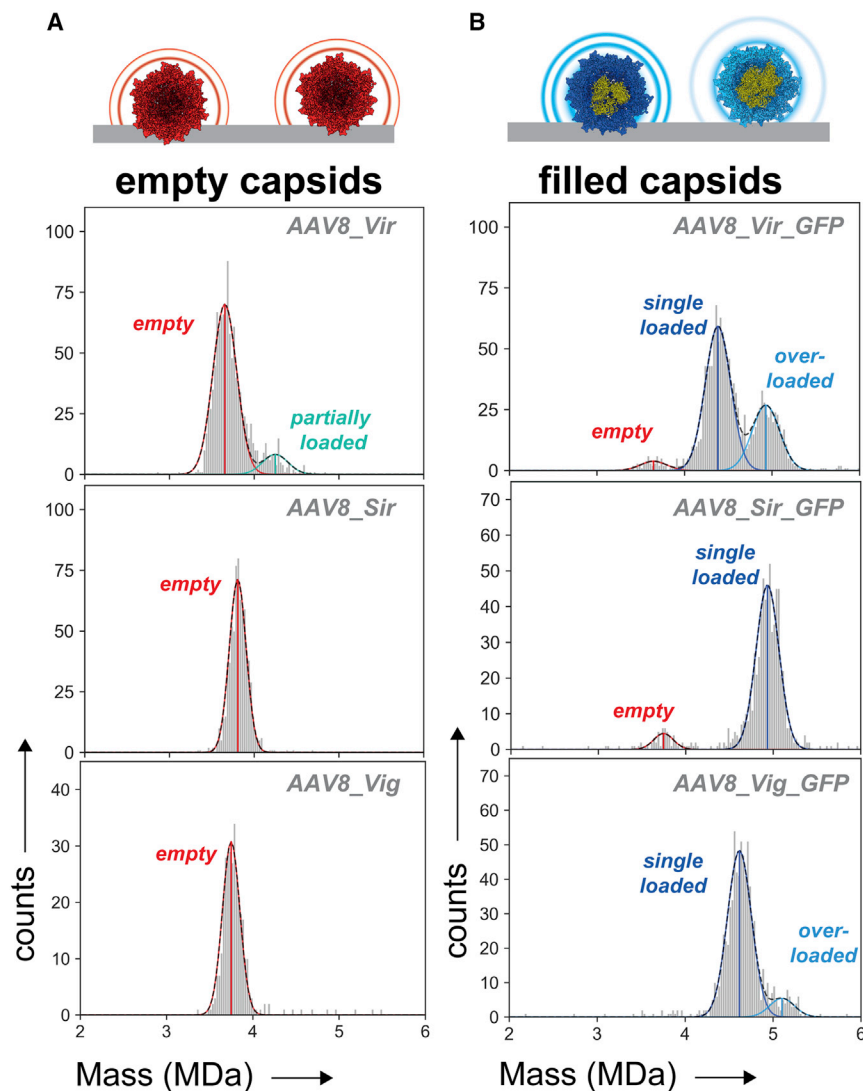 A
empty capsids
AAV8_Vir
100
75
50
25
0
empty
partially
loaded
AAV8_Sir
100
75
50
25
0
empty
AAV8_Vig
30
20
10
0
empty
counts
2 3 4 5 6
Mass (MDa)
B
filled capsids
AAV8_Vir_GFP
100
75
50
25
0
single
loaded
over-
loaded
empty
AAV8_Sir_GFP
70
60
50
40
30
20
10
0
single
loaded
empty
AAV8_Vig_GFP
70
60
50
40
30
20
10
0
single
loaded
over-
loaded
counts
2 3 4 5 6
Mass (MDa)